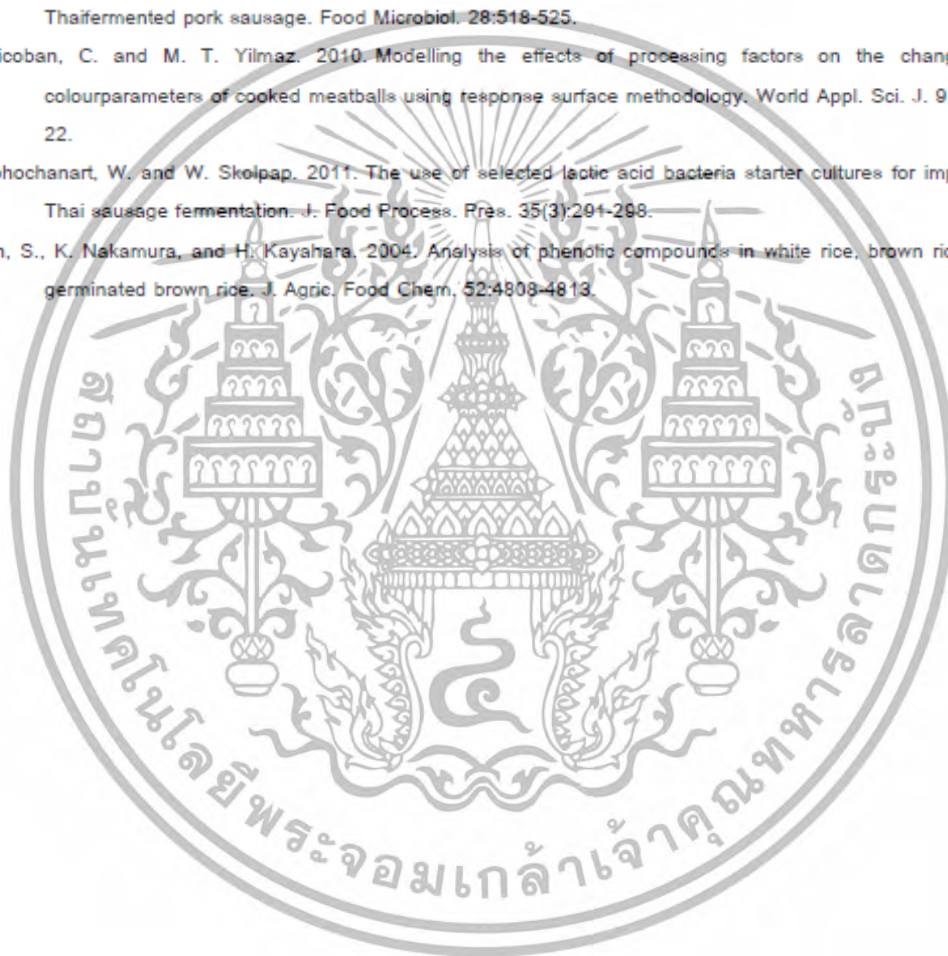 Thaifermented pork sausage. Food Microbiol. 28:518-525.
icoban, C. and M. T. Yilmaz. 2010. Modelling the effects of processing factors on the chang
colourparameters of cooked meatballs using response surface methodology. World Appl. Sci. J. 9
22.
hochanart, W. and W. Skolpap. 2011. The use of selected lactic acid bacteria starter cultures for imp
Thai sausage fermentation. J. Food Process. Pres. 35(3):291-298.
n, S., K. Nakamura, and H. Kayahara. 2004. Analysis of phenolic compounds in white rice, brown ric
germinated brown rice. J. Agric. Food Chem. 52:4808-4813.
๔
สถาบันเทคโนโลยีพระจอมเกล้าเจ้าคุณทหารลาดกระบัง